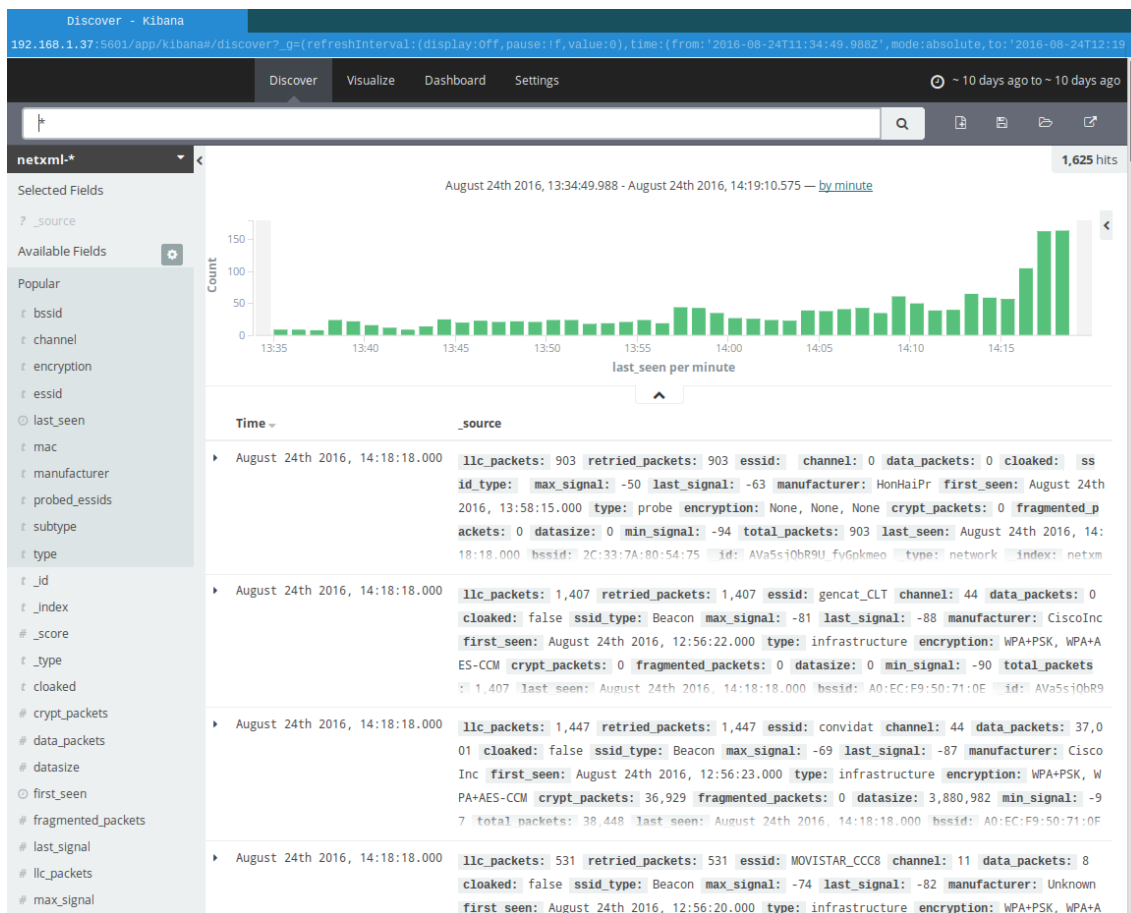 Discover - Kibana
192.168.1.37:5601/app/kibana#/discover?_g=(refreshInterval:(display:Off,pause:!f,value:0),time:(from:'2016-08-24T11:34:49.988Z',mode:absolute,to:'2016-08-24T12:19
Discover Visualize Dashboard Settings ~ 10 days ago to ~ 10 days ago
*
netxml-*
1,625 hits
Selected Fields
? _source
Available Fields
Popular
t bssid
t channel
t encryption
t essid
last_seen
t mac
t manufacturer
t probed_essids
t subtype
t type
t _id
t _index
# _score
t _type
t cloaked
# crypt_packets
# data_packets
# datasize
first_seen
# fragmented_packets
# last_signal
# llc_packets
# max_signal
August 24th 2016, 13:34:49.988 - August 24th 2016, 14:19:10.575 — by minute
Count
150
100
50
0
13:35 13:40 13:45 13:50 13:55 14:00 14:05 14:10 14:15
last_seen per minute
Time _source
August 24th 2016, 14:18:18.000
llc_packets: 903 retried_packets: 903 essid: channel: 0 data_packets: 0 cloaked: ss
id_type: max_signal: -50 last_signal: -63 manufacturer: HonHaiPr first_seen: August 24th
2016, 13:58:15.000 type: probe encryption: None, None, None crypt_packets: 0 fragmented_p
ackets: 0 datasize: 0 min_signal: -94 total_packets: 903 last_seen: August 24th 2016, 14:
18:18.000 bssid: 2C:33:7A:80:54:75 _id: AVa5sjQbR9U_fyGpkmeo _type: network _index: netxm
August 24th 2016, 14:18:18.000
llc_packets: 1,407 retried_packets: 1,407 essid: gencat_CLT channel: 44 data_packets: 0
cloaked: false ssid_type: Beacon max_signal: -81 last_signal: -88 manufacturer: CiscoInc
first_seen: August 24th 2016, 12:56:22.000 type: infrastructure encryption: WPA+PSK, WPA+A
ES-CCM crypt_packets: 0 fragmented_packets: 0 datasize: 0 min_signal: -90 total_packets
: 1,407 last_seen: August 24th 2016, 14:18:18.000 bssid: A0:EC:F9:50:71:0E _id: AVa5sjQbR9
August 24th 2016, 14:18:18.000
llc_packets: 1,447 retried_packets: 1,447 essid: convidat channel: 44 data_packets: 37,0
01 cloaked: false ssid_type: Beacon max_signal: -69 last_signal: -87 manufacturer: Cisco
Inc first_seen: August 24th 2016, 12:56:23.000 type: infrastructure encryption: WPA+PSK, W
PA+AES-CCM crypt_packets: 36,929 fragmented_packets: 0 datasize: 3,880,982 min_signal: -9
7 total_packets: 38,448 last_seen: August 24th 2016, 14:18:18.000 bssid: A0:EC:F9:50:71:0F
August 24th 2016, 14:18:18.000
llc_packets: 531 retried_packets: 531 essid: MOVISTAR_CCC8 channel: 11 data_packets: 8
cloaked: false ssid_type: Beacon max_signal: -74 last_signal: -82 manufacturer: Unknown
first_seen: August 24th 2016, 12:56:20.000 type: infrastructure encryption: WPA+PSK, WPA+A